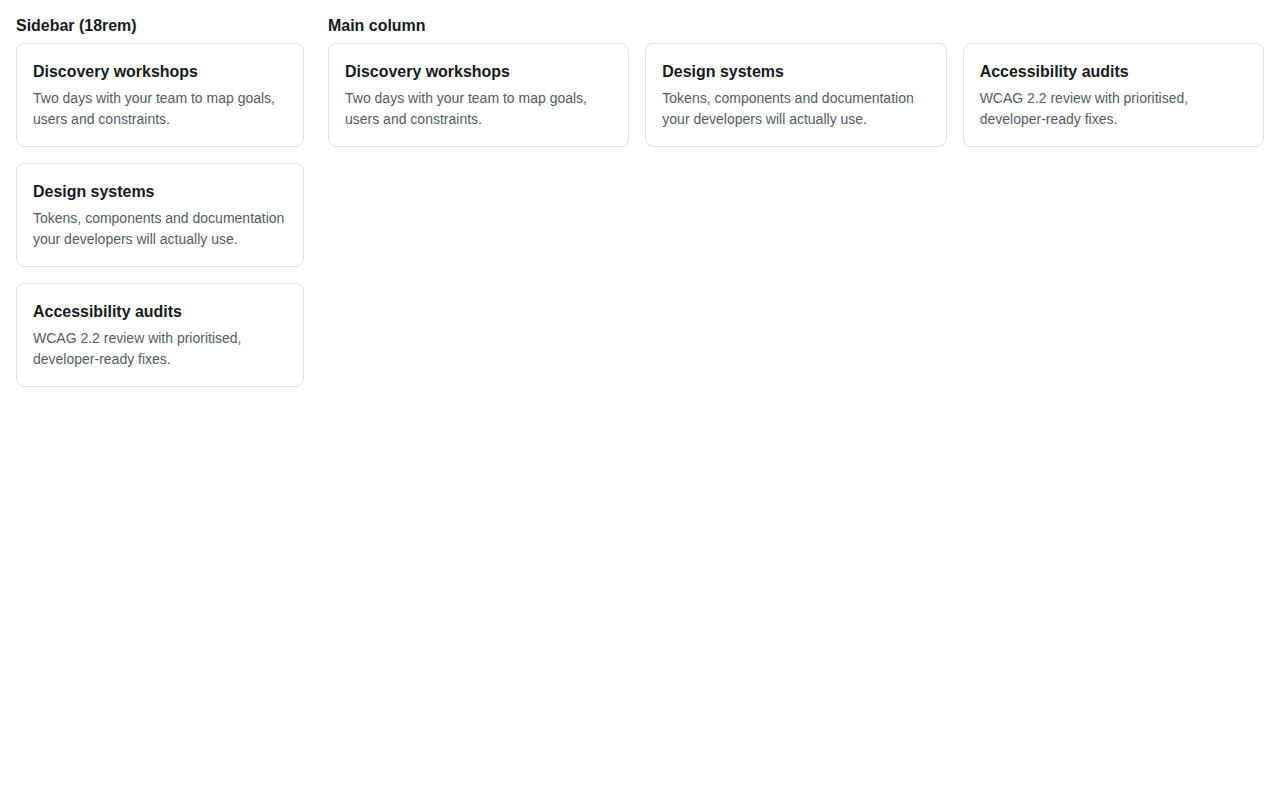 Sidebar (18rem)
Discovery workshops
Two days with your team to map goals,
users and constraints.
Design systems
Tokens, components and documentation
your developers will actually use.
Accessibility audits
WCAG 2.2 review with prioritised,
developer-ready fixes.
Main column
Discovery workshops
Two days with your team to map goals,
users and constraints.
Design systems
Tokens, components and documentation
your developers will actually use.
Accessibility audits
WCAG 2.2 review with prioritised,
developer-ready fixes.